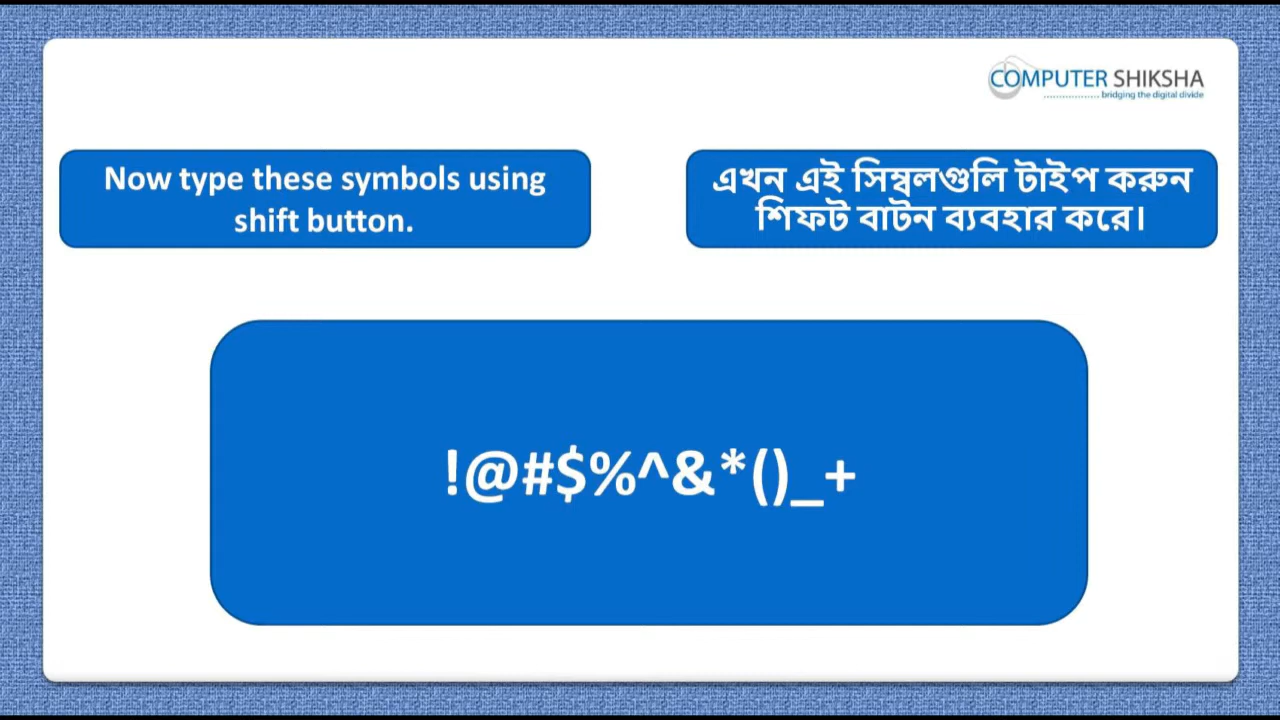 COMPUTER SHIKSHA
bridging the digital divide
Now type these symbols using
shift button.
এখন এই সিম্বলগুলি টাইপ করুন
শিফট বাটন ব্যবহার করে।
!@#$%^&*()_+